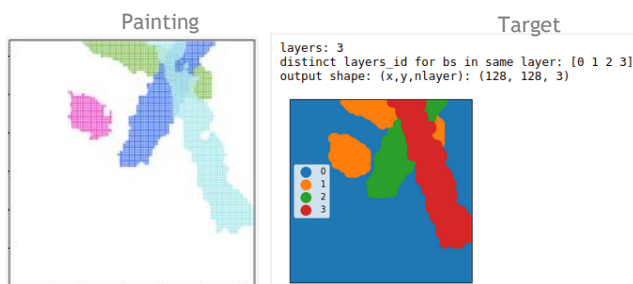 Painting
Target
layers: 3
distinct layers_id for bs in same layer: [0 1 2 3]
output shape: (x,y,nlayer): (128, 128, 3)
0
1
2
3